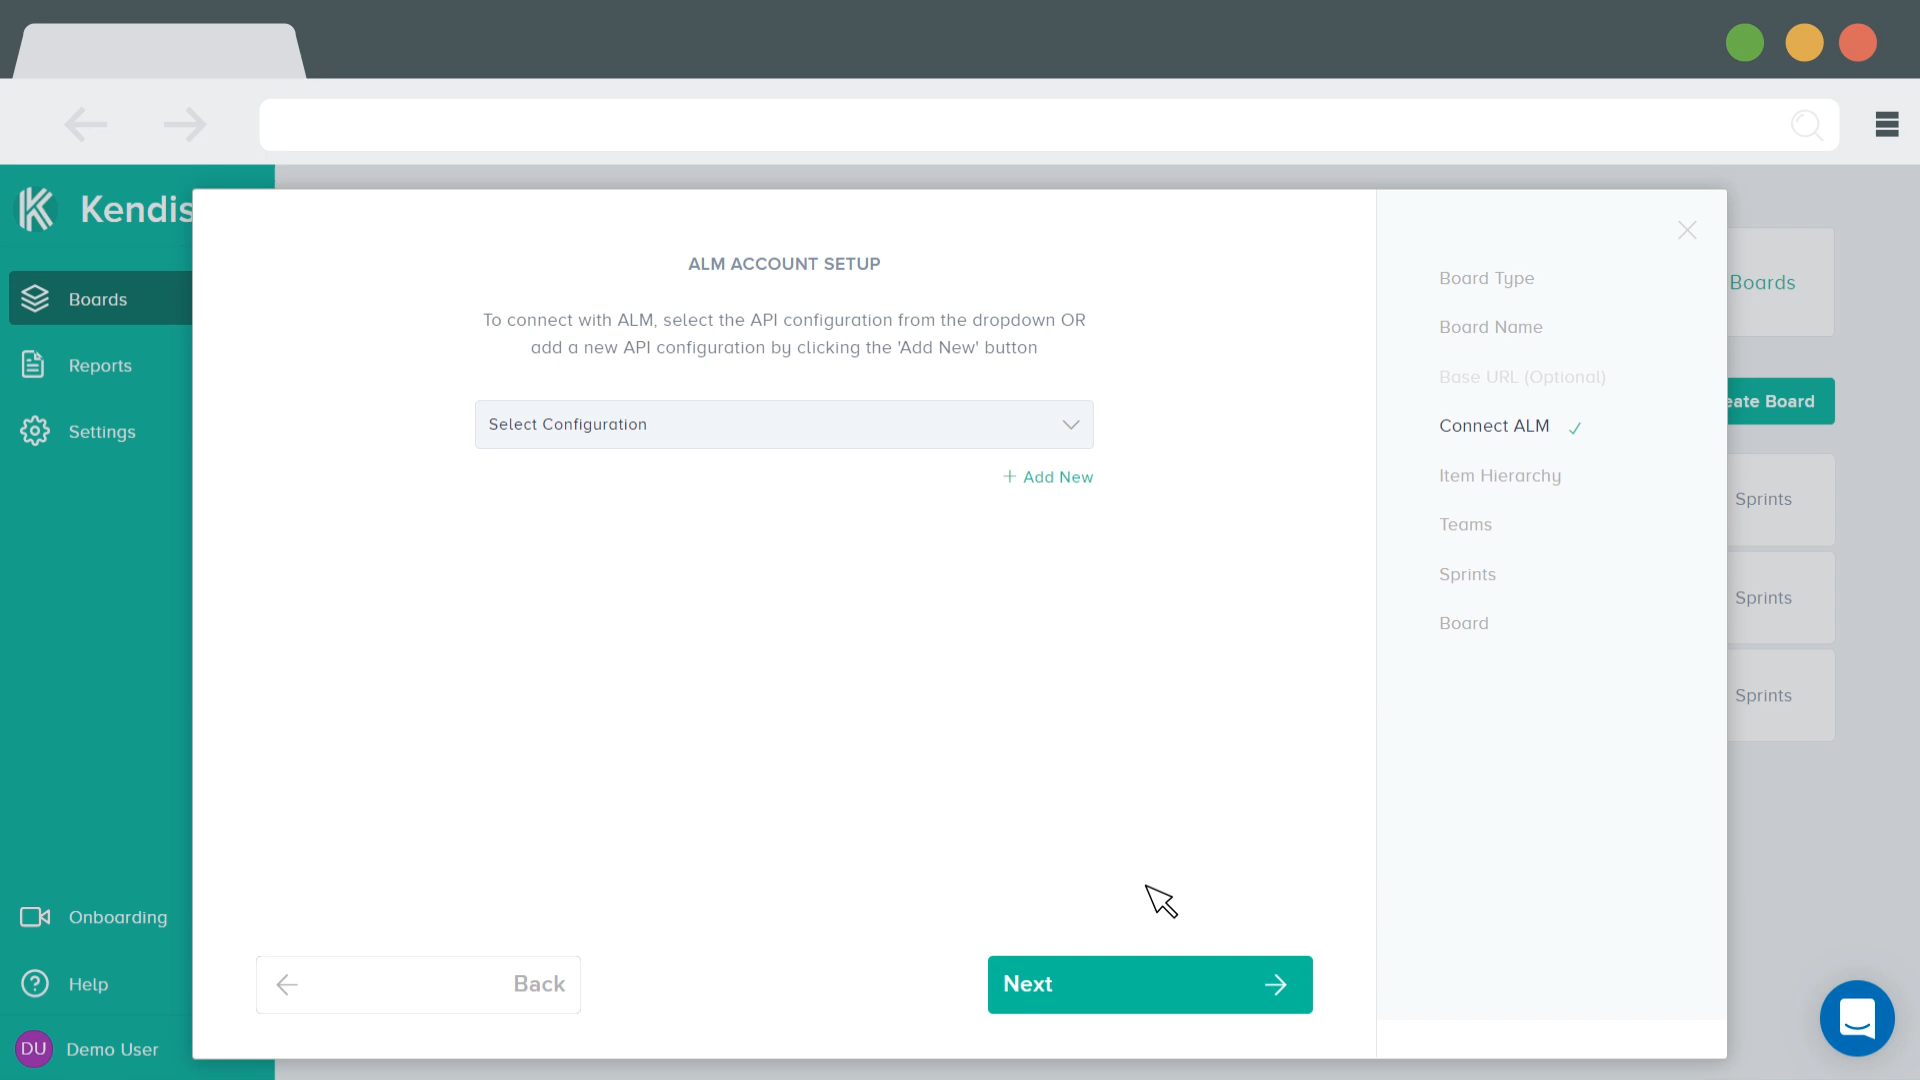 Kendis
Boards
Reports
Settings
Onboarding
Help
DU
Demo User
ALM ACCOUNT SETUP
To connect with ALM, select the API configuration from the dropdown OR
add a new API configuration by clicking the 'Add New' button
Select Configuration
+ Add New
Back
Next
Board Type
Board Name
Base URL (Optional)
Connect ALM
Item Hierarchy
Teams
Sprints
Board
Boards
eate Board
Sprints
Sprints
Sprints